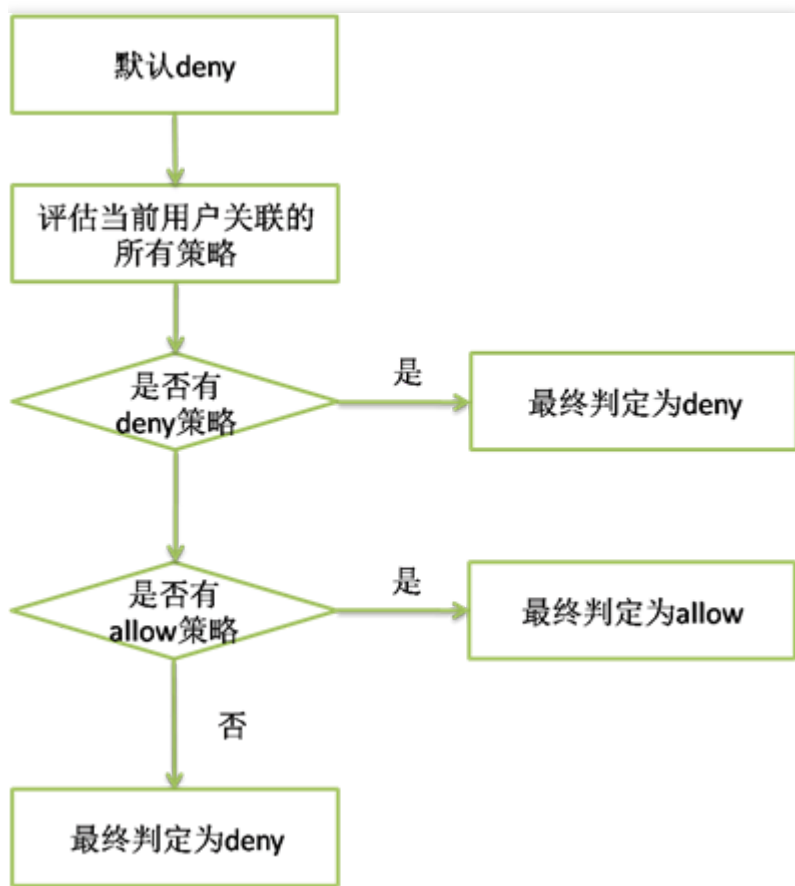 默认deny
评估当前用户关联的
所有策略
是否有
deny策略
是
最终判定为deny
是否有
allow策略
是
最终判定为allow
否
最终判定为deny